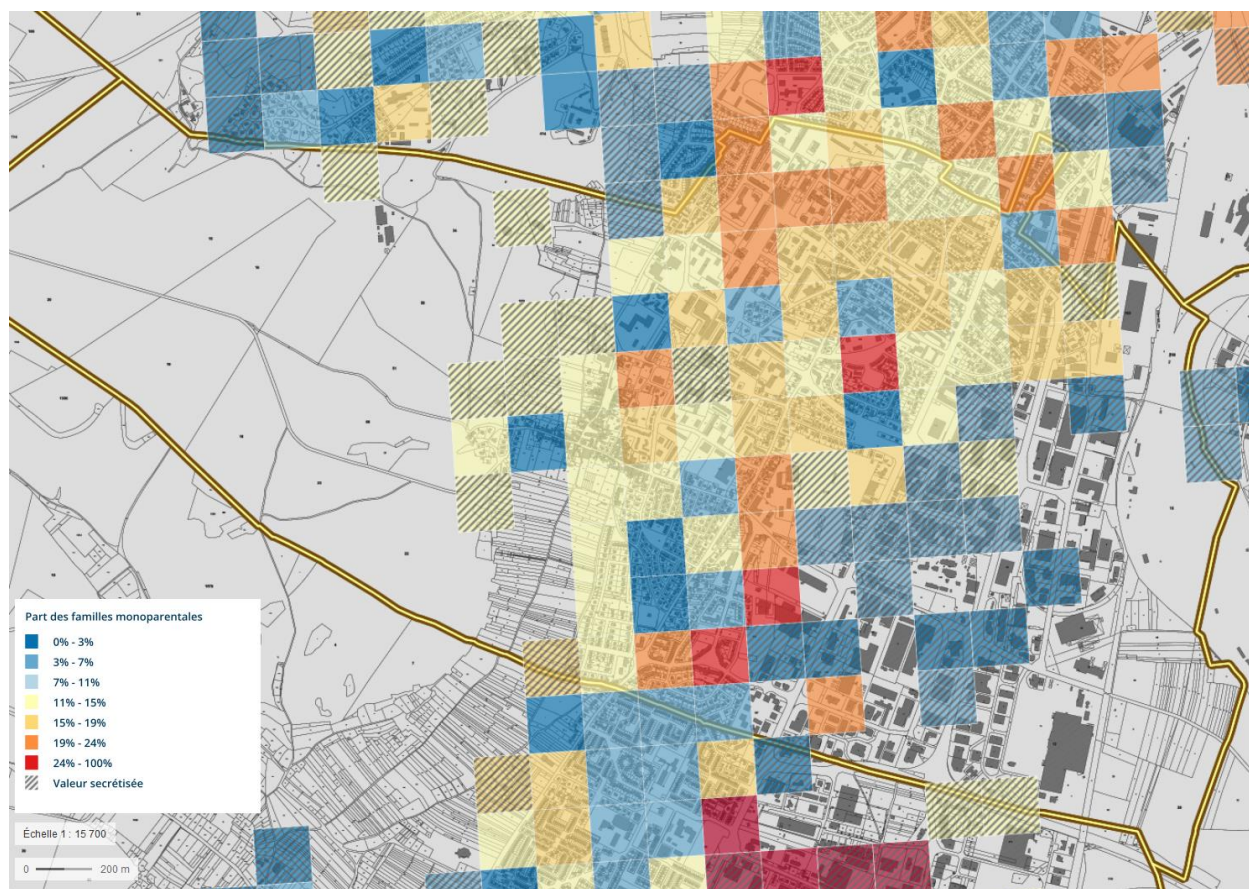 Part des familles monoparentales
0% - 3%
3% - 7%
7% - 11%
11% - 15%
15% - 19%
19% - 24%
24% - 100%
Valeur secrétisée
Échelle 1 : 15 700
0 200 m